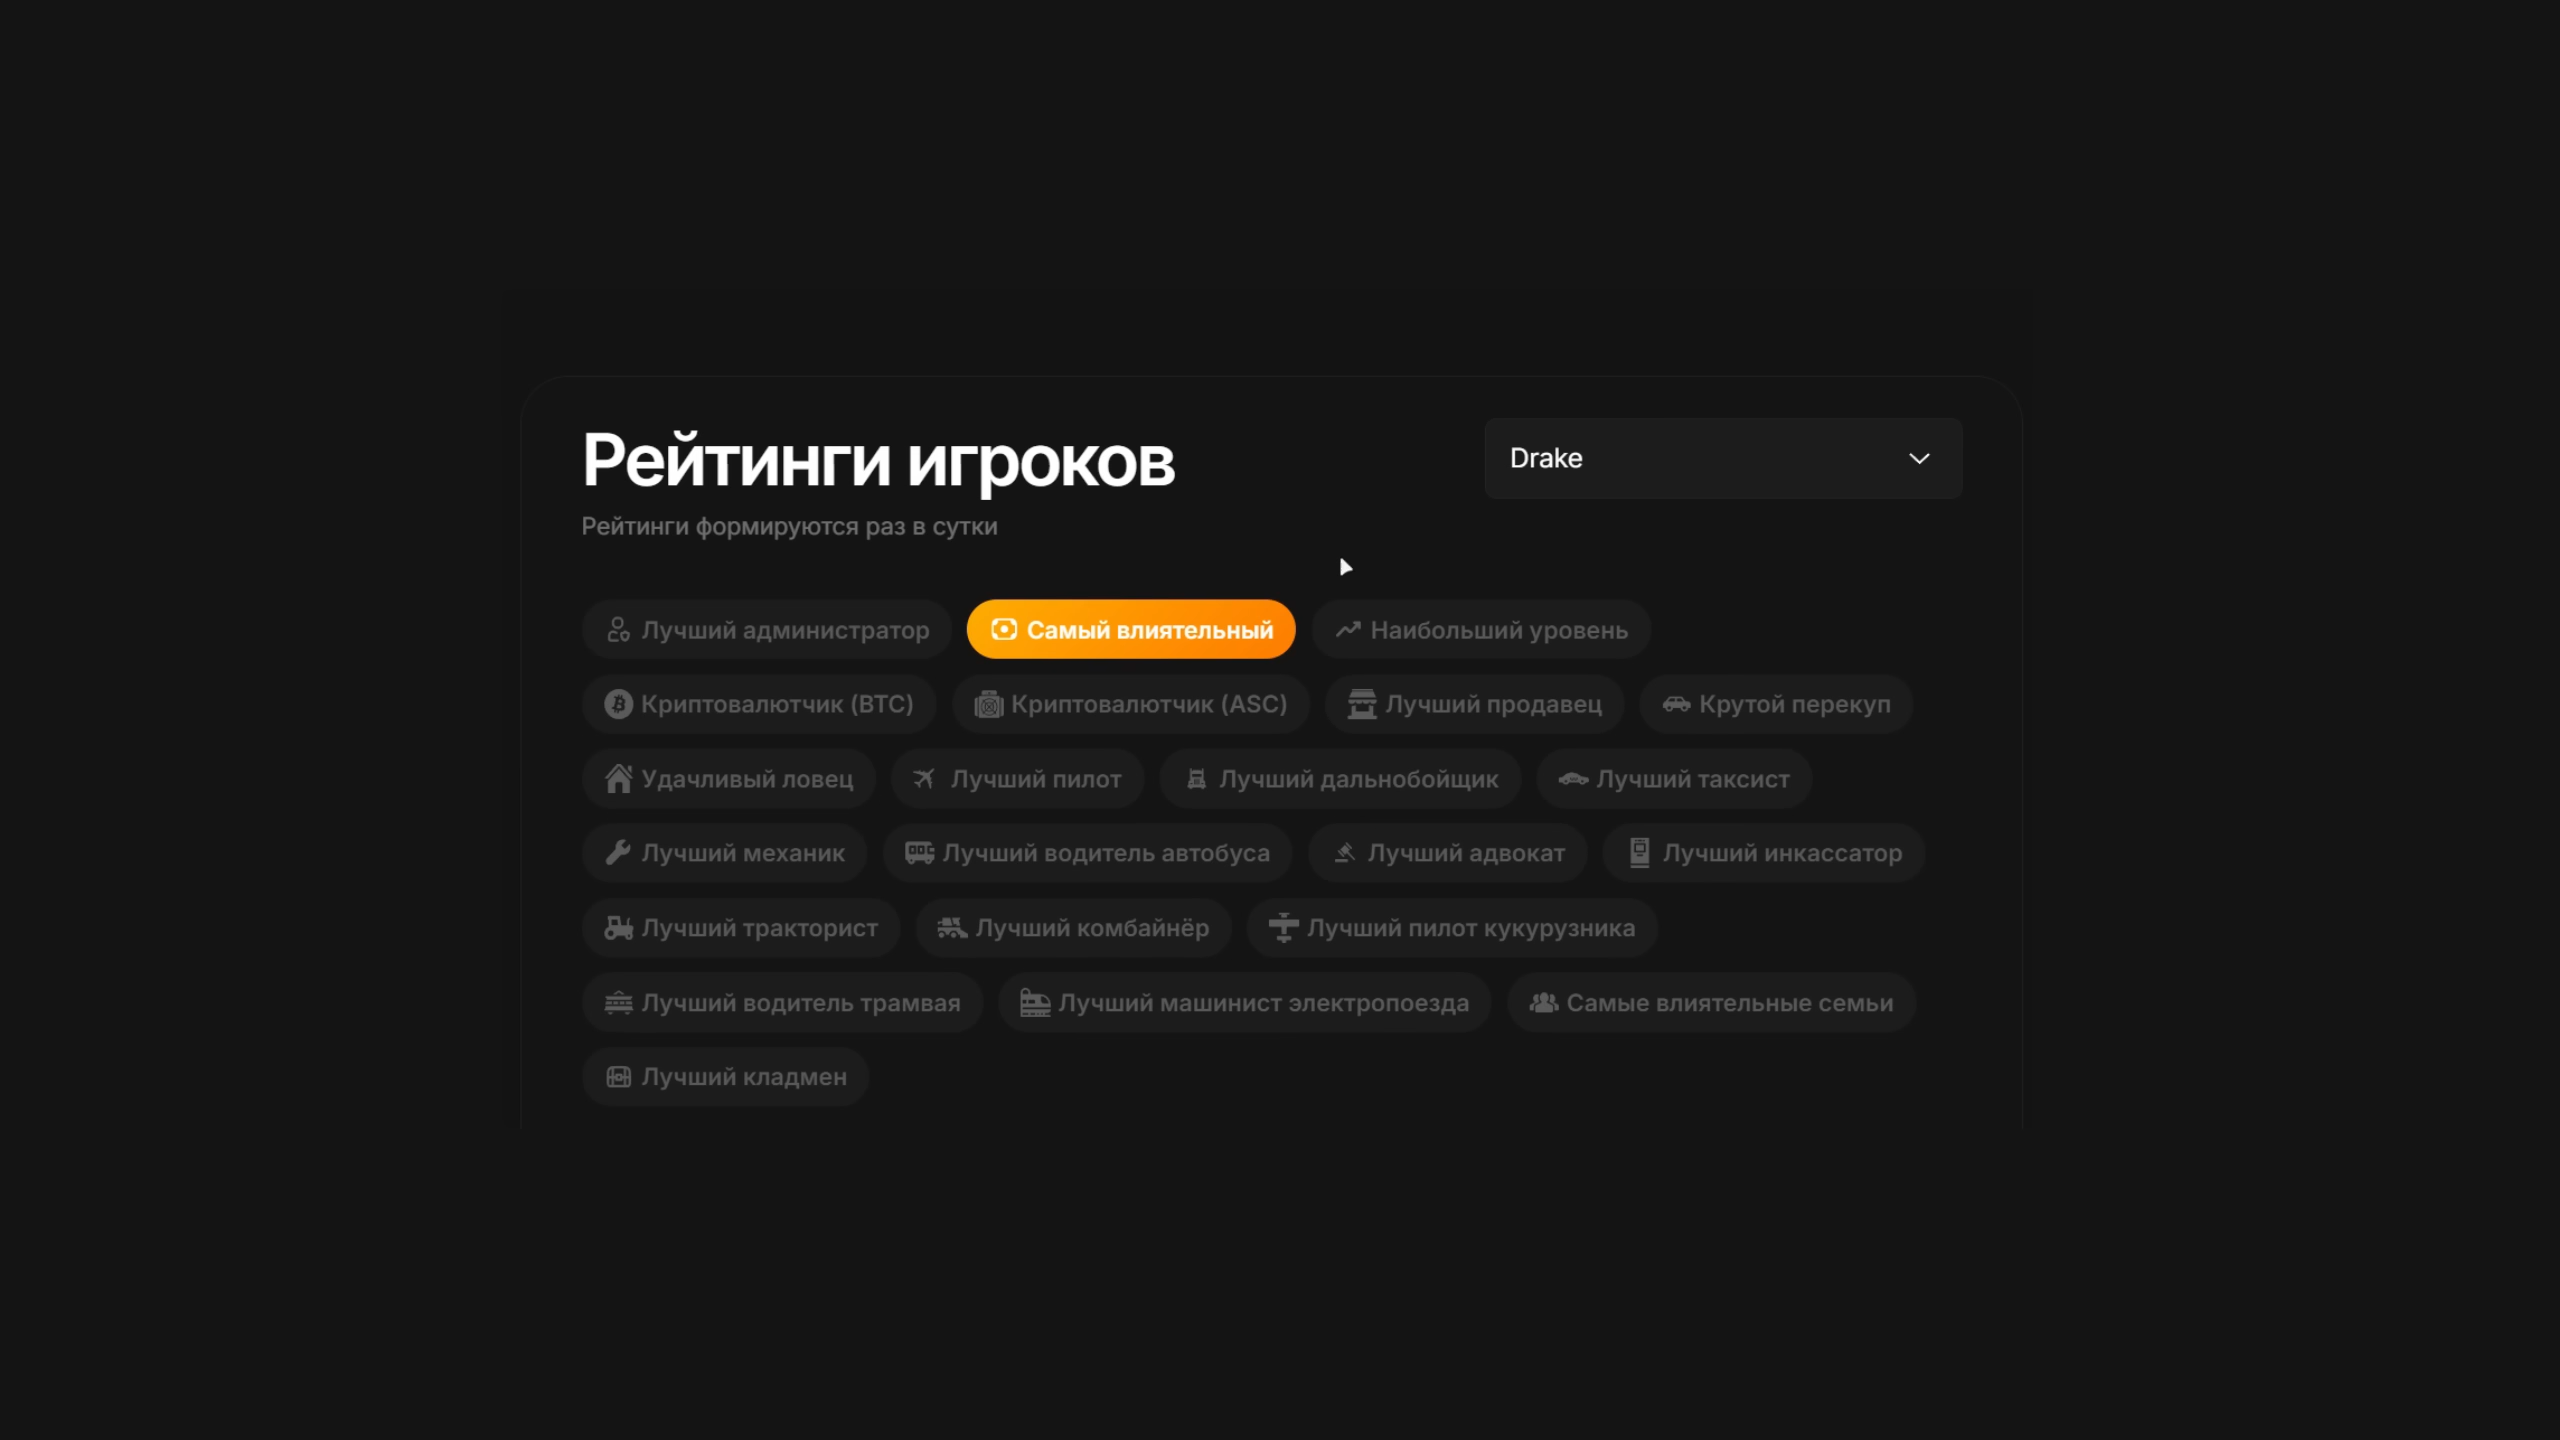 Рейтинги игроков
Drake
Рейтинги формируются раз в сутки
Лучший администратор
Самый влиятельный
Наибольший уровень
Криптовалютчик (BTC)
Криптовалютчик (ASC)
Лучший продавец
Крутой перекуп
Удачливый ловец
Лучший пилот
Лучший дальнобойщик
Лучший таксист
Лучший механик
Лучший водитель автобуса
Лучший адвокат
Лучший инкассатор
Лучший тракторист
Лучший комбайнёр
Лучший пилот кукурузника
Лучший водитель трамвая
Лучший машинист электропоезда
Самые влиятельные семьи
Лучший кладмен